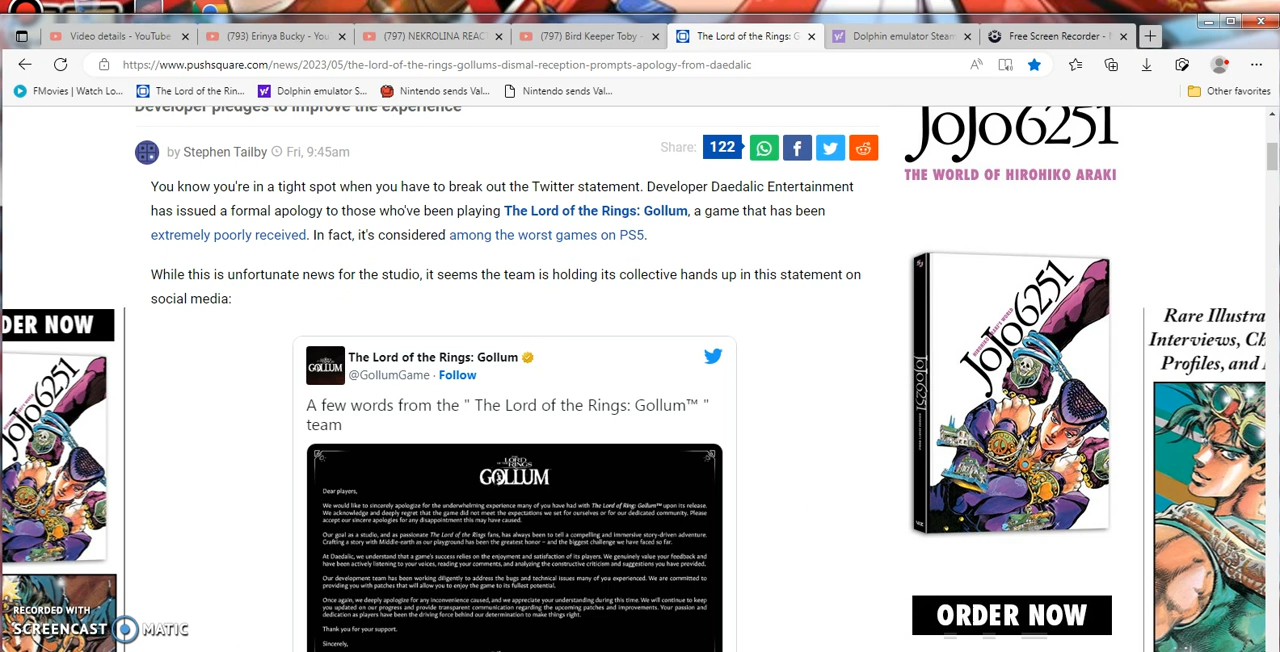 Video details - YouTube
(793) Erinya Bucky - You
(797) NEKROLINA REAC
(797) Bird Keeper Toby -
The Lord of the Rings: G
Dolphin emulator Steam
Free Screen Recorder -
https://www.pushsquare.com/news/2023/05/the-lord-of-the-rings-gollums-dismal-reception-prompts-apology-from-daedalic
FMovies | Watch Lo...
The Lord of the Rin...
Dolphin emulator S...
Nintendo sends Val...
Nintendo sends Val...
Other favorites
Developer pledges to improve the experience
by Stephen Tailby Fri, 9:45am
Share: 122
You know you're in a tight spot when you have to break out the Twitter statement. Developer Daedalic Entertainment
has issued a formal apology to those who've been playing The Lord of the Rings: Gollum, a game that has been
extremely poorly received. In fact, it's considered among the worst games on PS5.
While this is unfortunate news for the studio, it seems the team is holding its collective hands up in this statement on
social media:
The Lord of the Rings: Gollum
@GollumGame · Follow
A few words from the " The Lord of the Rings: Gollum™ "
team
THE LORD OF THE RINGS
GOLLUM
Dear players,
We would like to sincerely apologize for the underwhelming experience many of you have had with The Lord of Ring: Gollum™ upon its release.
We acknowledge and deeply regret that the game did not meet the expectations we set for ourselves or for our dedicated community. Please
accept our sincere apologies for any disappointment this may have caused.
Our goal as a studio, and as passionate The Lord of the Rings fans, has always been to tell a compelling and immersive story-driven adventure.
Crafting a story with Middle-earth as our playground has been the greatest honor – and the biggest challenge we have faced so far.
At Daedalic, we understand that a game's success relies on the enjoyment and satisfaction of its players. We genuinely value your feedback and
have been actively listening to your voices, reading your comments, and analyzing the constructive criticism and suggestions you have provided.
Our development team has been working diligently to address the bugs and technical issues many of you experienced. We are committed to
providing you with patches that will allow you to enjoy the game to its fullest potential.
Once again, we deeply apologize for any inconvenience caused, and we appreciate your understanding during this time. We will continue to keep
you updated on our progress and provide transparent communication regarding the upcoming patches and improvements. Your passion and
dedication as players have been the driving force behind our determination to make things right.
Thank you for your support.
Sincerely,
JoJo6251
THE WORLD OF HIROHIKO ARAKI
JoJo6251
JOJO6251
ORDER NOW
DER NOW
JoJo6251
Rare Illustra
Interviews, Ch
Profiles, and
RECORDED WITH
SCREENCAST MATIC